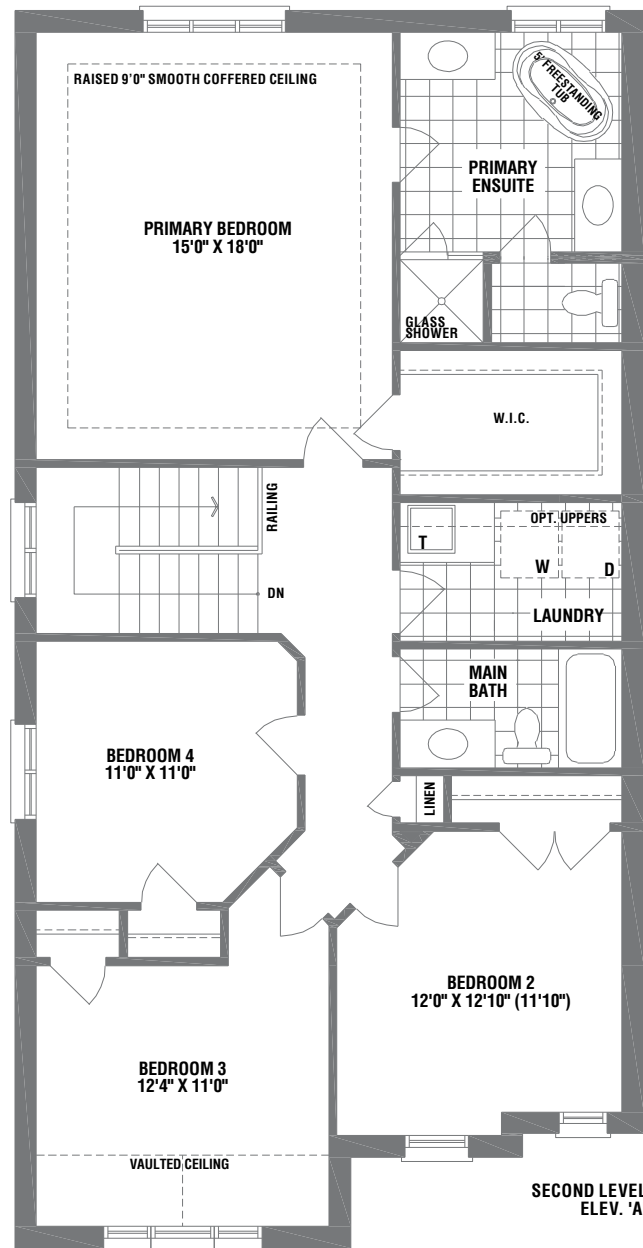 RAISED 9'0" SMOOTH COFFERED CEILING
5' FREESTANDING
TUB
PRIMARY
ENSUITE
PRIMARY BEDROOM
15'0" X 18'0"
GLASS
SHOWER
W.I.C.
RAILING
OPT. UPPERS
T
W
D
DN
LAUNDRY
MAIN
BATH
BEDROOM 4
11'0" X 11'0"
LINEN
BEDROOM 2
12'0" X 12'10" (11'10")
BEDROOM 3
12'4" X 11'0"
VAULTED CEILING
SECOND LEVEL
ELEV. 'A